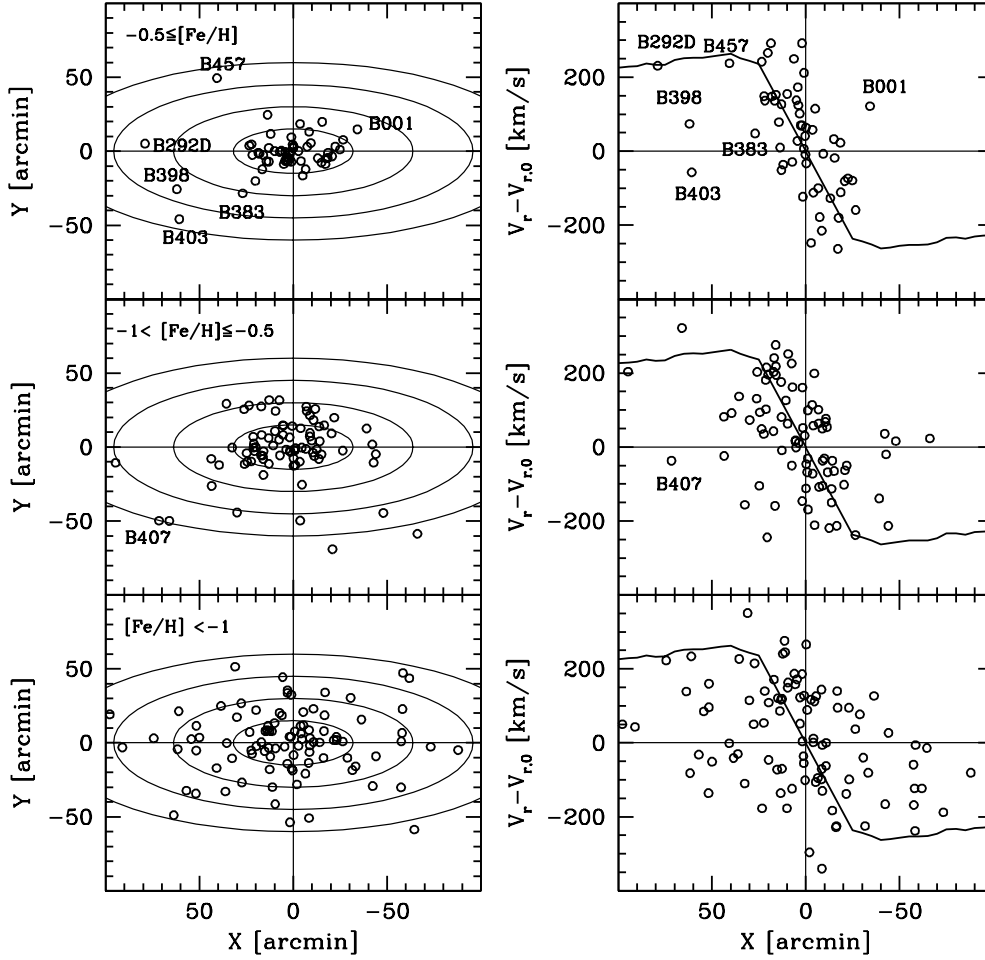 -0.5≦[Fe/H]
B457
B001
B292D
B398
B383
B403
50
0
-50
Y [arcmin]
B292D
B457
B398
B001
B383
B403
200
0
-200
V_r-V_r,0 [km/s]
-1< [Fe/H]≦-0.5
B407
50
0
-50
Y [arcmin]
B407
200
0
-200
V_r-V_r,0 [km/s]
[Fe/H] <-1
50
0
-50
Y [arcmin]
50 0 -50
X [arcmin]
200
0
-200
V_r-V_r,0 [km/s]
50 0 -50
X [arcmin]